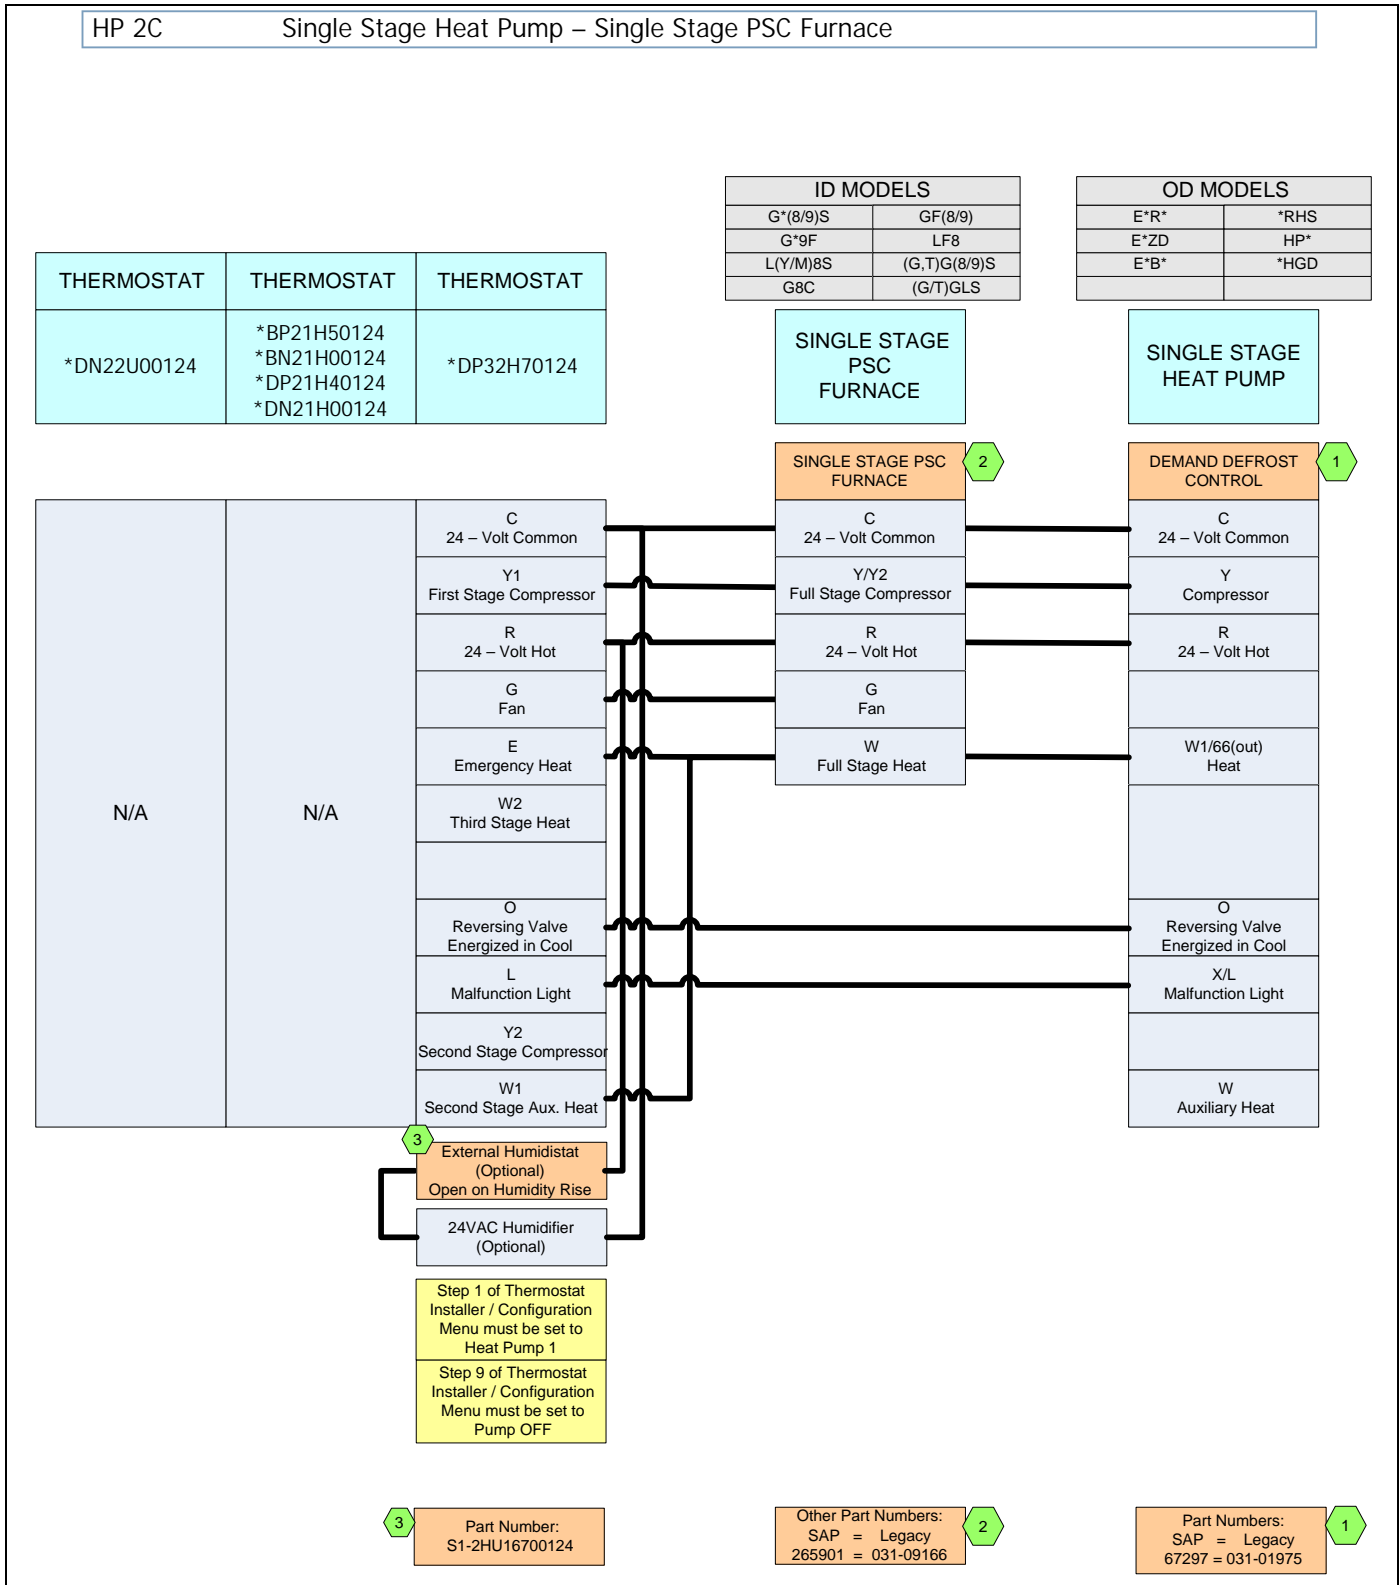 HP 2C Single Stage Heat Pump – Single Stage PSC Furnace
ID MODELS
G*(8/9)S GF(8/9)
G*9F LF8
L(Y/M)8S (G,T)G(8/9)S
G8C (G/T)GLS
OD MODELS
E*R* *RHS
E*ZD HP*
E*B* *HGD
THERMOSTAT
*DN22U00124
THERMOSTAT
*BP21H50124
*BN21H00124
*DP21H40124
*DN21H00124
THERMOSTAT
*DP32H70124
SINGLE STAGE
PSC
FURNACE
SINGLE STAGE
HEAT PUMP
SINGLE STAGE PSC
FURNACE
2
DEMAND DEFROST
CONTROL
1
N/A
N/A
C
24 – Volt Common
Y1
First Stage Compressor
R
24 – Volt Hot
G
Fan
E
Emergency Heat
W2
Third Stage Heat
O
Reversing Valve
Energized in Cool
L
Malfunction Light
Y2
Second Stage Compressor
W1
Second Stage Aux. Heat
C
24 – Volt Common
Y/Y2
Full Stage Compressor
R
24 – Volt Hot
G
Fan
W
Full Stage Heat
C
24 – Volt Common
Y
Compressor
R
24 – Volt Hot
W1/66(out)
Heat
O
Reversing Valve
Energized in Cool
X/L
Malfunction Light
W
Auxiliary Heat
3
External Humidistat
(Optional)
Open on Humidity Rise
24VAC Humidifier
(Optional)
Step 1 of Thermostat
Installer / Configuration
Menu must be set to
Heat Pump 1
Step 9 of Thermostat
Installer / Configuration
Menu must be set to
Pump OFF
3
Part Number:
S1-2HU16700124
Other Part Numbers:
SAP = Legacy
265901 = 031-09166
2
Part Numbers:
SAP = Legacy
67297 = 031-01975
1